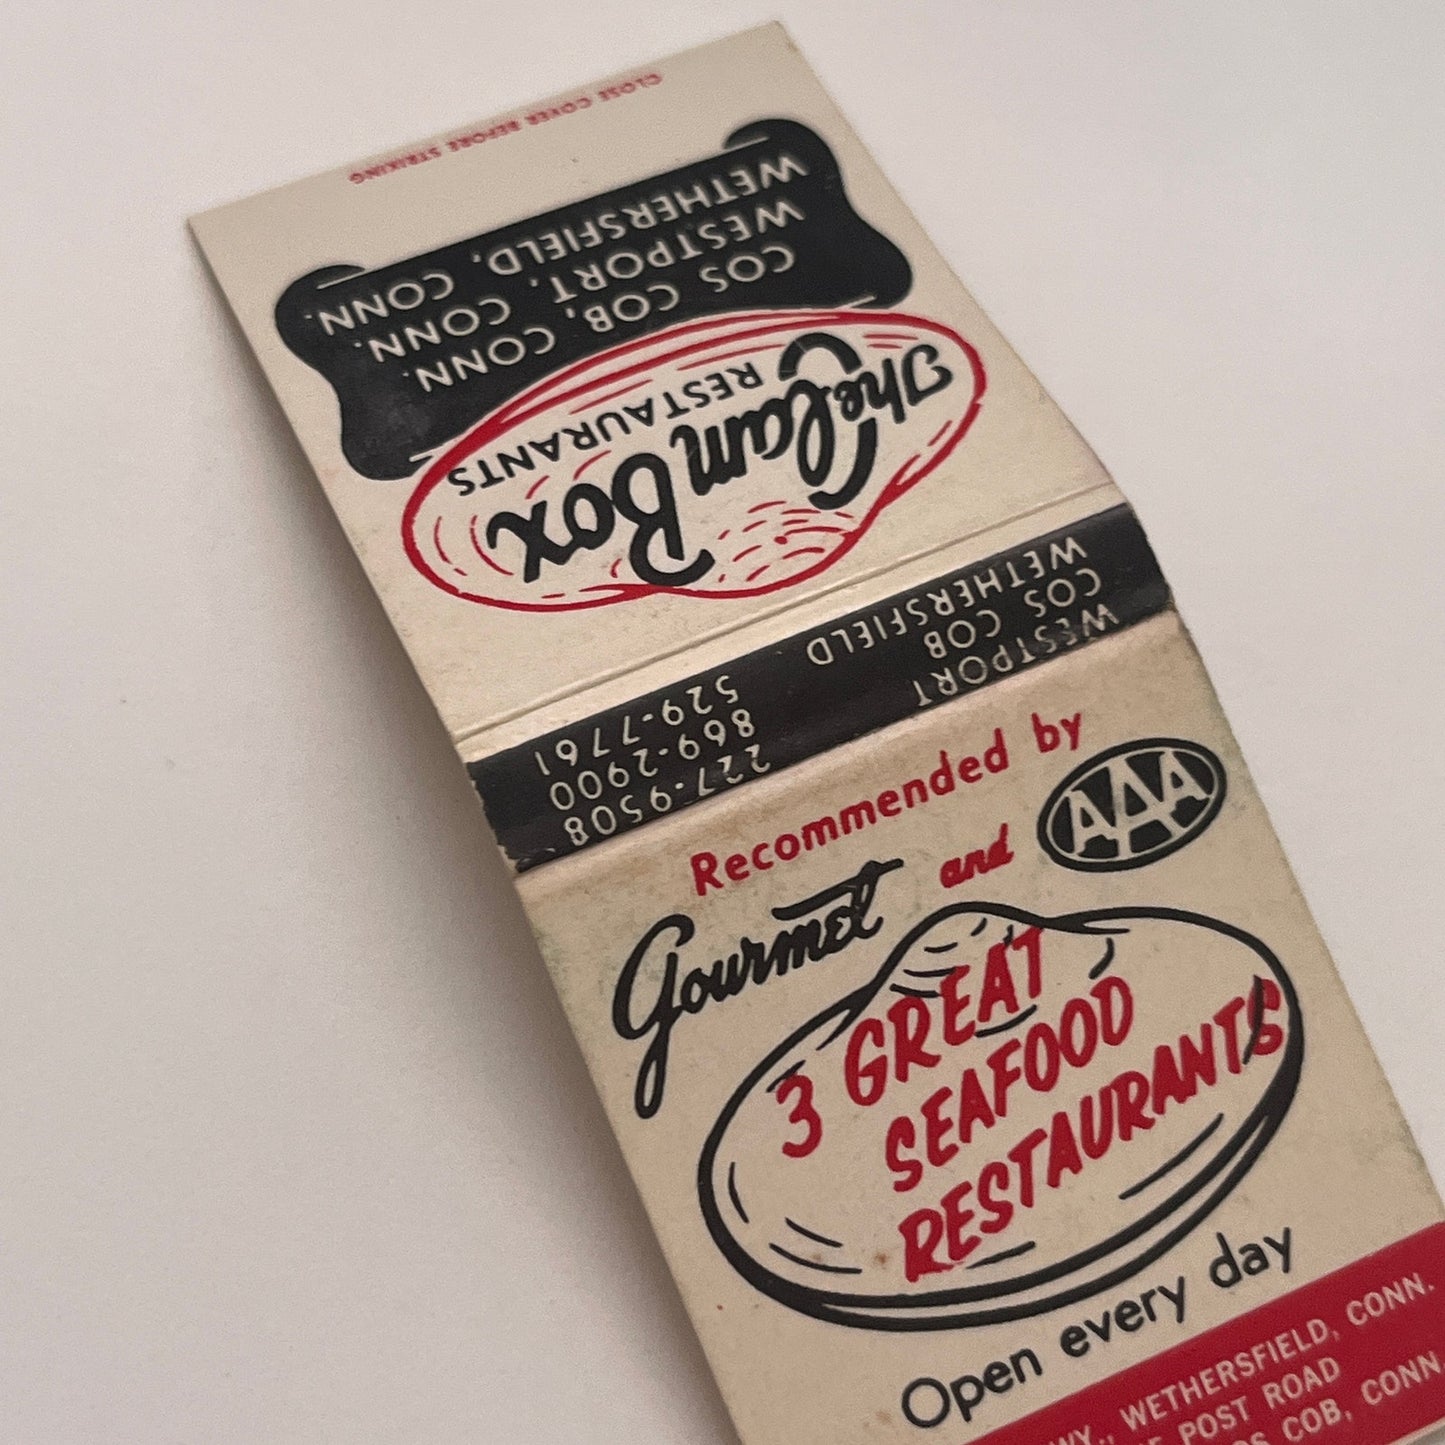 CLOSE COVER BEFORE STRIKING
The Clam Box
RESTAURANTS
COS COB, CONN.
WESTPORT, CONN.
WETHERSFIELD, CONN.
WESTPORT 227-9508
COS COB 869-2900
WETHERSFIELD 529-7761
Recommended by
Gourmet and AAA
3 GREAT
SEAFOOD
RESTAURANTS
Open every day
WETHERSFIELD, CONN.
POST ROAD
COB, CONN.